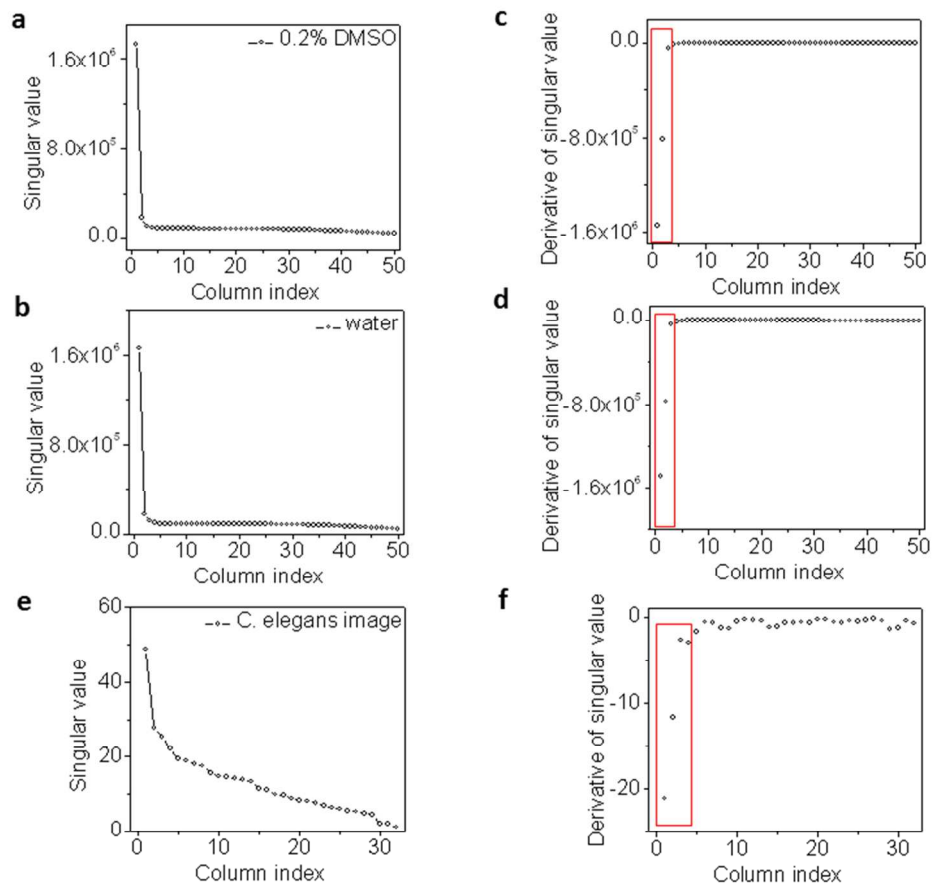 a
0.2% DMSO
1.6x10⁶
8.0x10⁵
0.0
Singular value
0 10 20 30 40 50
Column index
c
0.0
-8.0x10⁵
-1.6x10⁶
Derivative of singular value
0 10 20 30 40 50
Column index
b
water
1.6x10⁶
8.0x10⁵
0.0
Singular value
0 10 20 30 40 50
Column index
d
0.0
-8.0x10⁵
-1.6x10⁶
Derivative of singular value
0 10 20 30 40 50
Column index
e
C. elegans image
60
40
20
0
Singular value
0 10 20 30
Column index
f
0
-10
-20
Derivative of singular value
0 10 20 30
Column index